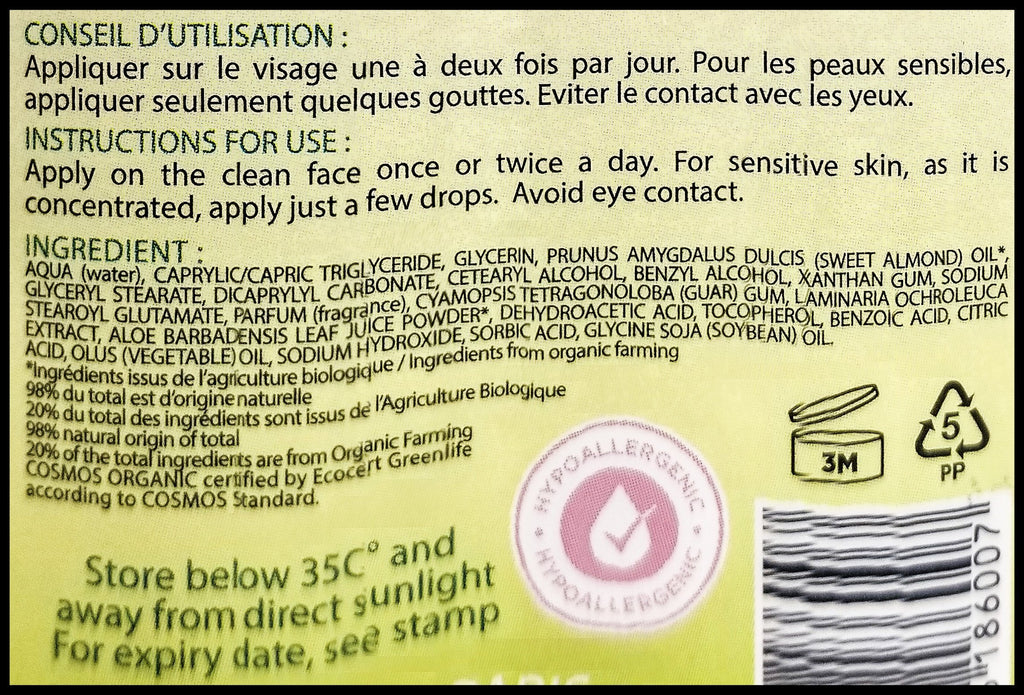 CONSEIL D'UTILISATION :
Appliquer sur le visage une à deux fois par jour. Pour les peaux sensibles,
appliquer seulement quelques gouttes. Eviter le contact avec les yeux.
INSTRUCTIONS FOR USE :
Apply on the clean face once or twice a day. For sensitive skin, as it is
concentrated, apply just a few drops. Avoid eye contact.
INGREDIENT :
AQUA (water), CAPRYLIC/CAPRIC TRIGLYCERIDE, GLYCERIN, PRUNUS AMYGDALUS DULCIS (SWEET ALMOND) OIL*,
GLYCERYL STEARATE, DICAPRYLYL CARBONATE, CETEARYL ALCOHOL, BENZYL ALCOHOL, XANTHAN GUM, SODIUM
STEAROYL GLUTAMATE, PARFUM (fragrance), CYAMOPSIS TETRAGONOLOBA (GUAR) GUM, LAMINARIA OCHROLEUCA
EXTRACT, ALOE BARBADENSIS LEAF JUICE POWDER*, DEHYDROACETIC ACID, TOCOPHEROL, BENZOIC ACID, CITRIC
ACID, OLUS (VEGETABLE) OIL, SODIUM HYDROXIDE, SORBIC ACID, GLYCINE SOJA (SOYBEAN) OIL.
*Ingrédients issus de l'agriculture biologique / Ingredients from organic farming
98% du total est d'origine naturelle
20% du total des ingrédients sont issus de l'Agriculture Biologique
98% natural origin of total
20% of the total ingredients are from Organic Farming
COSMOS ORGANIC certified by Ecocert Greenlife
according to COSMOS Standard.
3M
5
PP
HYPOALLERGENIC
HYPOALLERGENIC
Store below 35C° and
away from direct sunlight
For expiry date, see stamp
186007